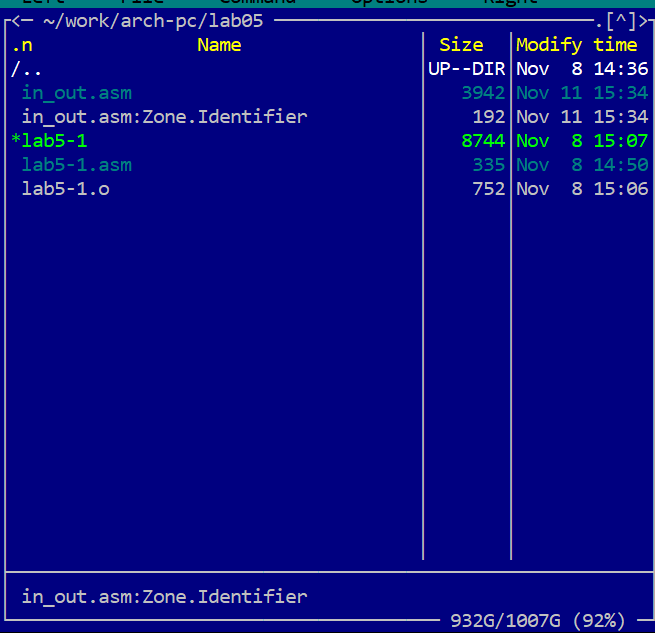 Left File Command Options Right
<─ ~/work/arch-pc/lab05 .[^]>
.n Name Size Modify time
/.. UP--DIR Nov 8 14:36
in_out.asm 3942 Nov 11 15:34
in_out.asm:Zone.Identifier 192 Nov 11 15:34
*lab5-1 8744 Nov 8 15:07
lab5-1.asm 335 Nov 8 14:50
lab5-1.o 752 Nov 8 15:06
in_out.asm:Zone.Identifier
932G/1007G (92%)